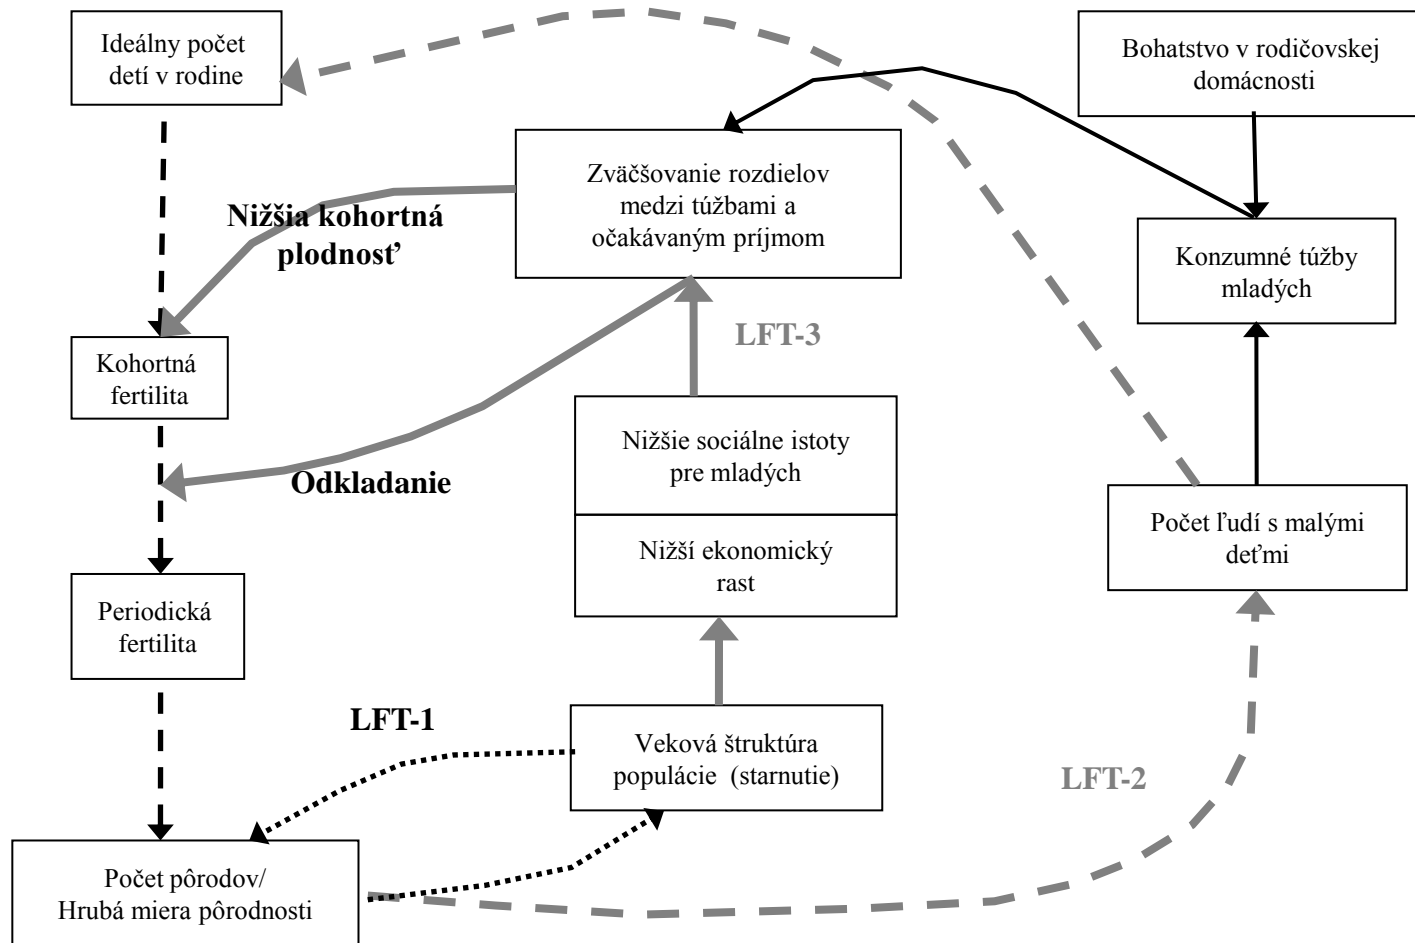 Ideálny počet
detí v rodine
Bohatstvo v rodičovskej
domácnosti
Zväčšovanie rozdielov
medzi túžbami a
očakávaným príjmom
Nižšia kohortná
plodnosť
Konzumné túžby
mladých
LFT-3
Kohortná
fertilita
Nižšie sociálne istoty
pre mladých
Odkladanie
Počet ľudí s malými
deťmi
Nižší ekonomický
rast
Periodická
fertilita
LFT-1
Veková štruktúra
populácie (starnutie)
LFT-2
Počet pôrodov/
Hrubá miera pôrodnosti